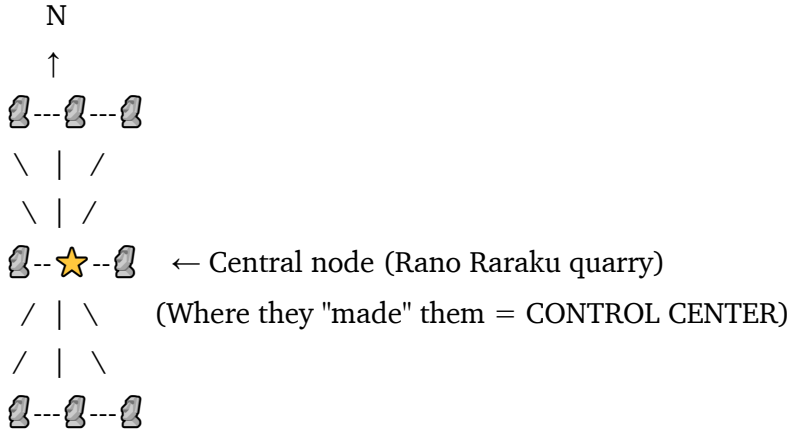 N
↑
🗿---🗿---🗿
\ | /
\ | /
🗿--⭐--🗿 ← Central node (Rano Raraku quarry)
/ | \ (Where they "made" them = CONTROL CENTER)
/ | \
🗿---🗿---🗿